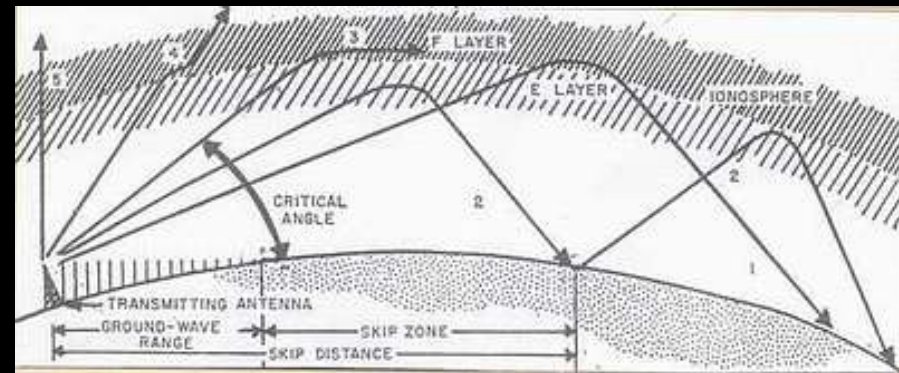 3
F LAYER
4
5
E LAYER
IONOSPHERE
2
CRITICAL
ANGLE
2
1
TRANSMITTING ANTENNA
GROUND-WAVE
RANGE
SKIP ZONE
SKIP DISTANCE